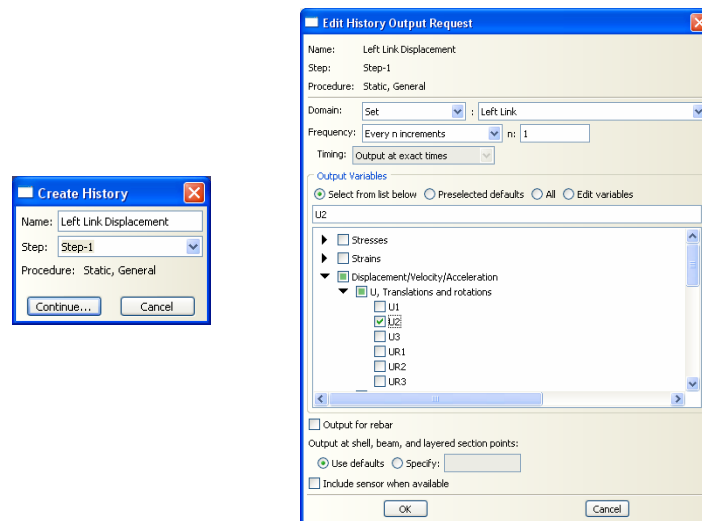 Create History
Name: Left Link Displacement
Step: Step-1
Procedure: Static, General
Continue... Cancel
Edit History Output Request
Name: Left Link Displacement
Step: Step-1
Procedure: Static, General
Domain: Set : Left Link
Frequency: Every n increments n: 1
Timing: Output at exact times
Output Variables
Select from list below Preselected defaults All Edit variables
U2
Stresses
Strains
Displacement/Velocity/Acceleration
U, Translations and rotations
U1
U2
U3
UR1
UR2
UR3
Output for rebar
Output at shell, beam, and layered section points:
Use defaults Specify:
Include sensor when available
OK Cancel